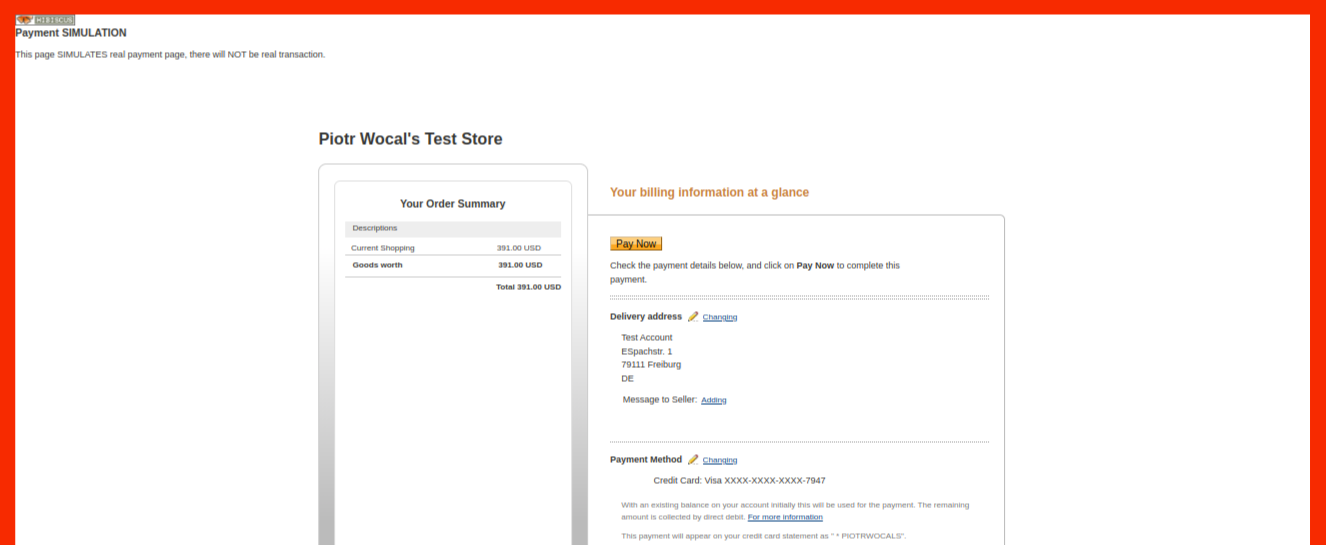 HIBISCUS
Payment SIMULATION
This page SIMULATES real payment page, there will NOT be real transaction.
Piotr Wocal's Test Store
Your Order Summary
Descriptions
Current Shopping 391.00 USD
Goods worth 391.00 USD
Total 391.00 USD
Your billing information at a glance
Pay Now
Check the payment details below, and click on Pay Now to complete this
payment.
Delivery address Changing
Test Account
ESpachstr. 1
79111 Freiburg
DE
Message to Seller: Adding
Payment Method Changing
Credit Card: Visa XXXX-XXXX-XXXX-7947
With an existing balance on your account initially this will be used for the payment. The remaining
amount is collected by direct debit. For more information
This payment will appear on your credit card statement as " * PIOTRWOCALS".